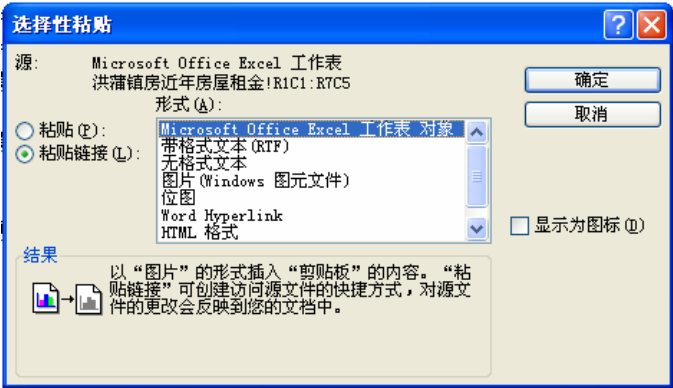 选择性粘贴
源: Microsoft Office Excel 工作表
洪蒲镇房近年房屋租金!R1C1:R7C5
形式(A):
粘贴(P):
粘贴链接(L):
Microsoft Office Excel 工作表 对象
带格式文本(RTF)
无格式文本
图片(Windows 图元文件)
位图
Word Hyperlink
HTML 格式
确定
取消
显示为图标(D)
结果
以“图片”的形式插入“剪贴板”的内容。“粘
贴链接”可创建访问源文件的快捷方式,对源文
件的更改会反映到您的文档中。